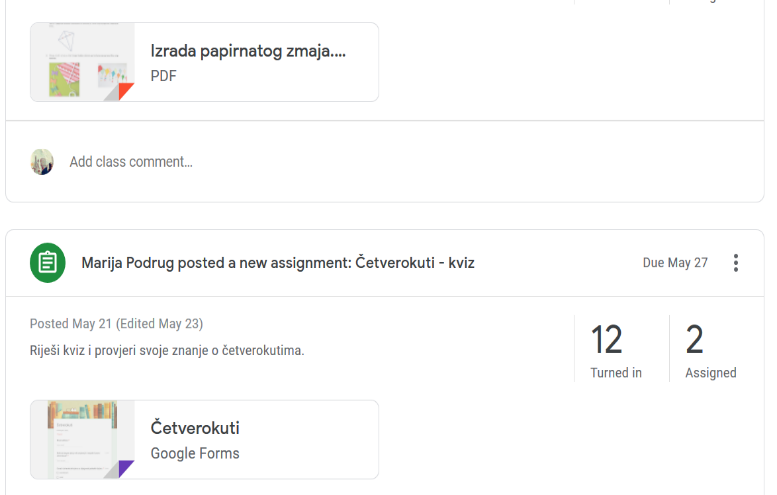 Izrada papirnatog zmaja....
PDF
Add class comment...
Marija Podrug posted a new assignment: Četverokuti - kviz
Due May 27
Posted May 21 (Edited May 23)
Riješi kviz i provjeri svoje znanje o četverokutima.
12
Turned in
2
Assigned
Četverokuti
Google Forms